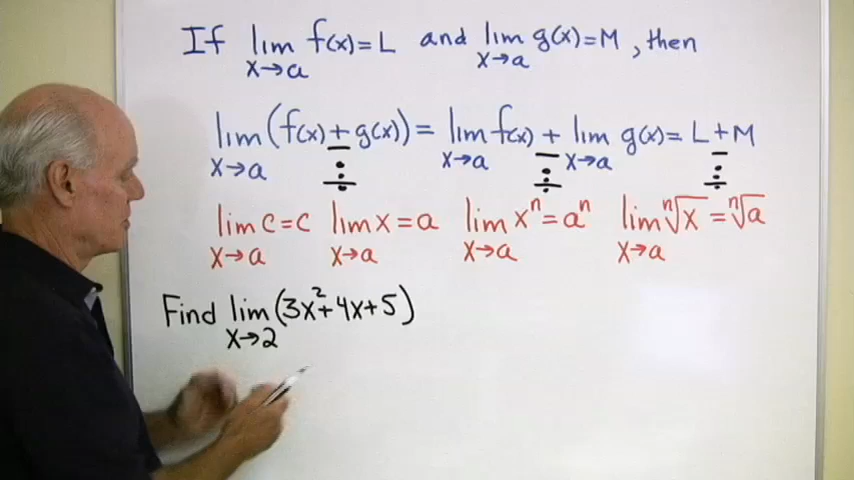 If lim f(x)=L and lim g(x)=M, then
x→a x→a
lim(f(x)+g(x))= lim f(x) + lim g(x)= L+M
x→a x→a x→a
− − −
· · ·
÷ ÷ ÷
lim c=c lim x=a lim xⁿ=aⁿ lim ⁿ√x = ⁿ√a
x→a x→a x→a x→a
Find lim(3x²+4x+5)
x→2